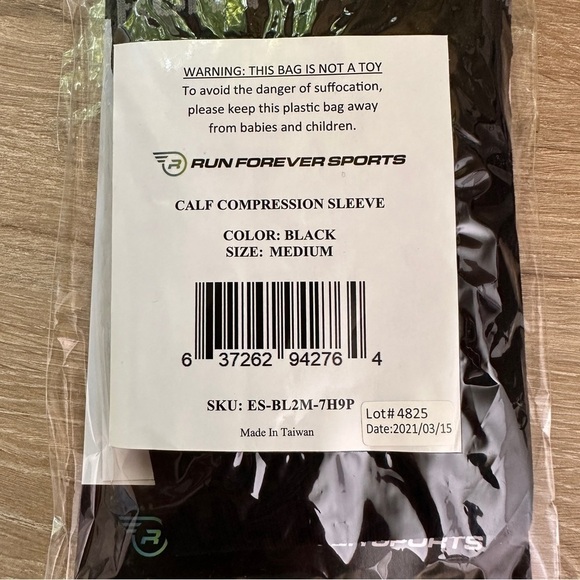 WARNING: THIS BAG IS NOT A TOY
To avoid the danger of suffocation,
please keep this plastic bag away
from babies and children.
R RUN FOREVER SPORTS
CALF COMPRESSION SLEEVE
COLOR: BLACK
SIZE: MEDIUM
6 37262 94276 4
SKU: ES-BL2M-7H9P
Lot# 4825
Date:2021/03/15
Made In Taiwan
R